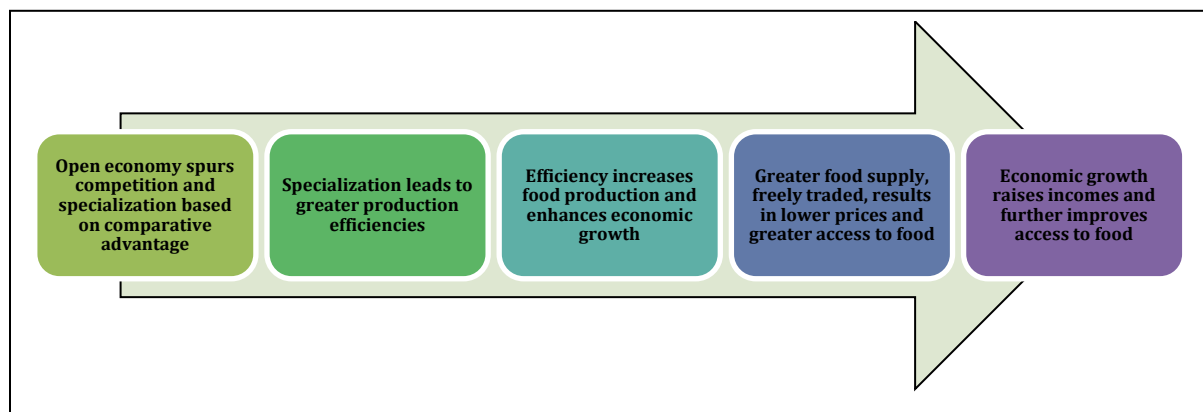 Open economy spurs
competition and
specialization based
on comparative
advantage
Specialization leads to
greater production
efficiencies
Efficiency increases
food production and
enhances economic
growth
Greater food supply,
freely traded, results
in lower prices and
greater access to food
Economic growth
raises incomes and
further improves
access to food